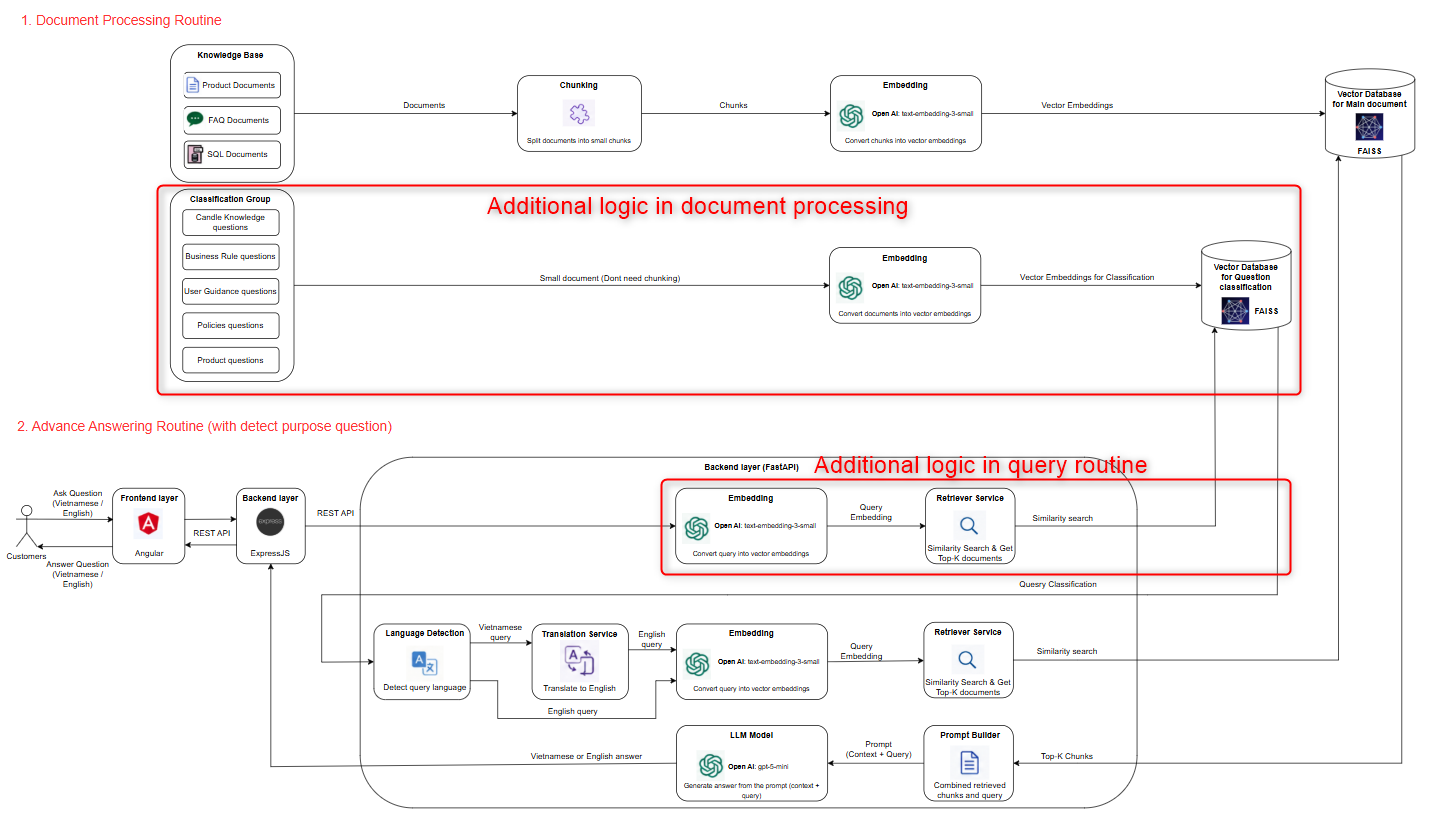 1. Document Processing Routine
Knowledge Base
Product Documents
FAQ Documents
SQL Documents
Documents
Chunking
Split documents into small chunks
Chunks
Embedding
Open AI: text-embedding-3-small
Convert chunks into vector embeddings
Vector Embeddings
Vector Database
for Main document
FAISS
Additional logic in document processing
Classification Group
Candle Knowledge
questions
Business Rule questions
User Guidance questions
Policies questions
Product questions
Small document (Dont need chunking)
Embedding
Open AI: text-embedding-3-small
Convert documents into vector embeddings
Vector Embeddings for Classification
Vector Database
for Question
classification
FAISS
2. Advance Answering Routine (with detect purpose question)
Backend layer (FastAPI)
Additional logic in query routine
Customers
Ask Question
(Vietnamese /
English)
Answer Question
(Vietnamese /
English)
Frontend layer
Angular
REST API
Backend layer
express
ExpressJS
REST API
Embedding
Open AI: text-embedding-3-small
Convert query into vector embeddings
Query
Embedding
Retriever Service
Similarity Search & Get
Top-K documents
Similarity search
Quesry Classification
Language Detection
Detect query language
Vietnamese
query
Translation Service
Translate to English
English
query
English query
Embedding
Open AI: text-embedding-3-small
Convert query into vector embeddings
Query
Embedding
Retriever Service
Similarity Search & Get
Top-K documents
Similarity search
Vietnamese or English answer
LLM Model
Open AI: gpt-5-mini
Generate answer from the prompt (context +
query)
Prompt
(Context + Query)
Prompt Builder
Combined retrieved
chunks and query
Top-K Chunks